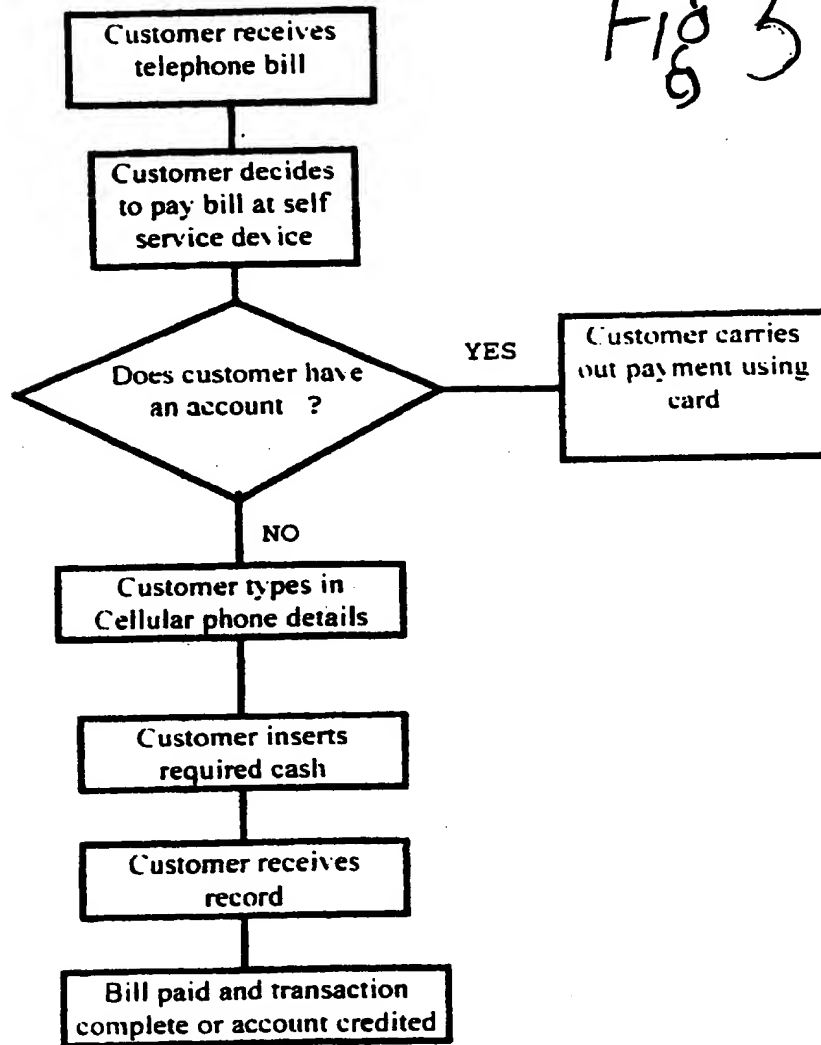 Fig 3
Customer receives
telephone bill
Customer decides
to pay bill at self
service device
Does customer have
an account ?
YES
Customer carries
out payment using
card
NO
Customer types in
Cellular phone details
Customer inserts
required cash
Customer receives
record
Bill paid and transaction
complete or account credited